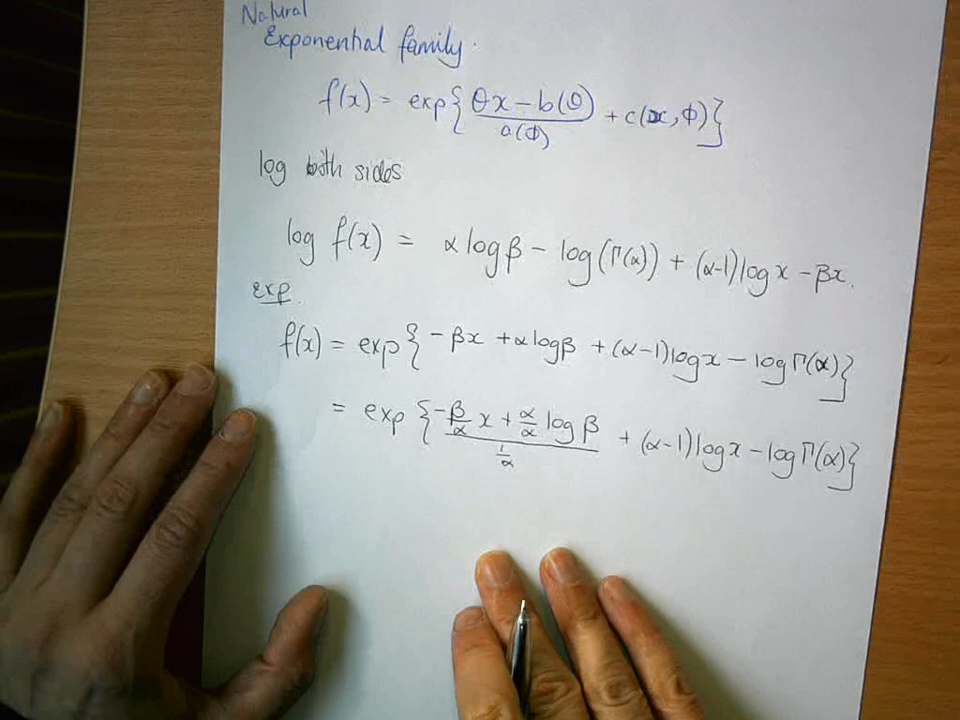 Natural
Exponential family.
f(x) = exp{ (θx − b(θ))/a(φ) + c(x, φ)}
log both sides
log f(x) = α log β − log(Γ(α)) + (α−1) log x − βx.
exp.
f(x) = exp{ −βx + α log β + (α−1) log x − log Γ(α)}
= exp { (−β/α x + α/α log β)/(1/α) + (α−1) log x − log Γ(α)}